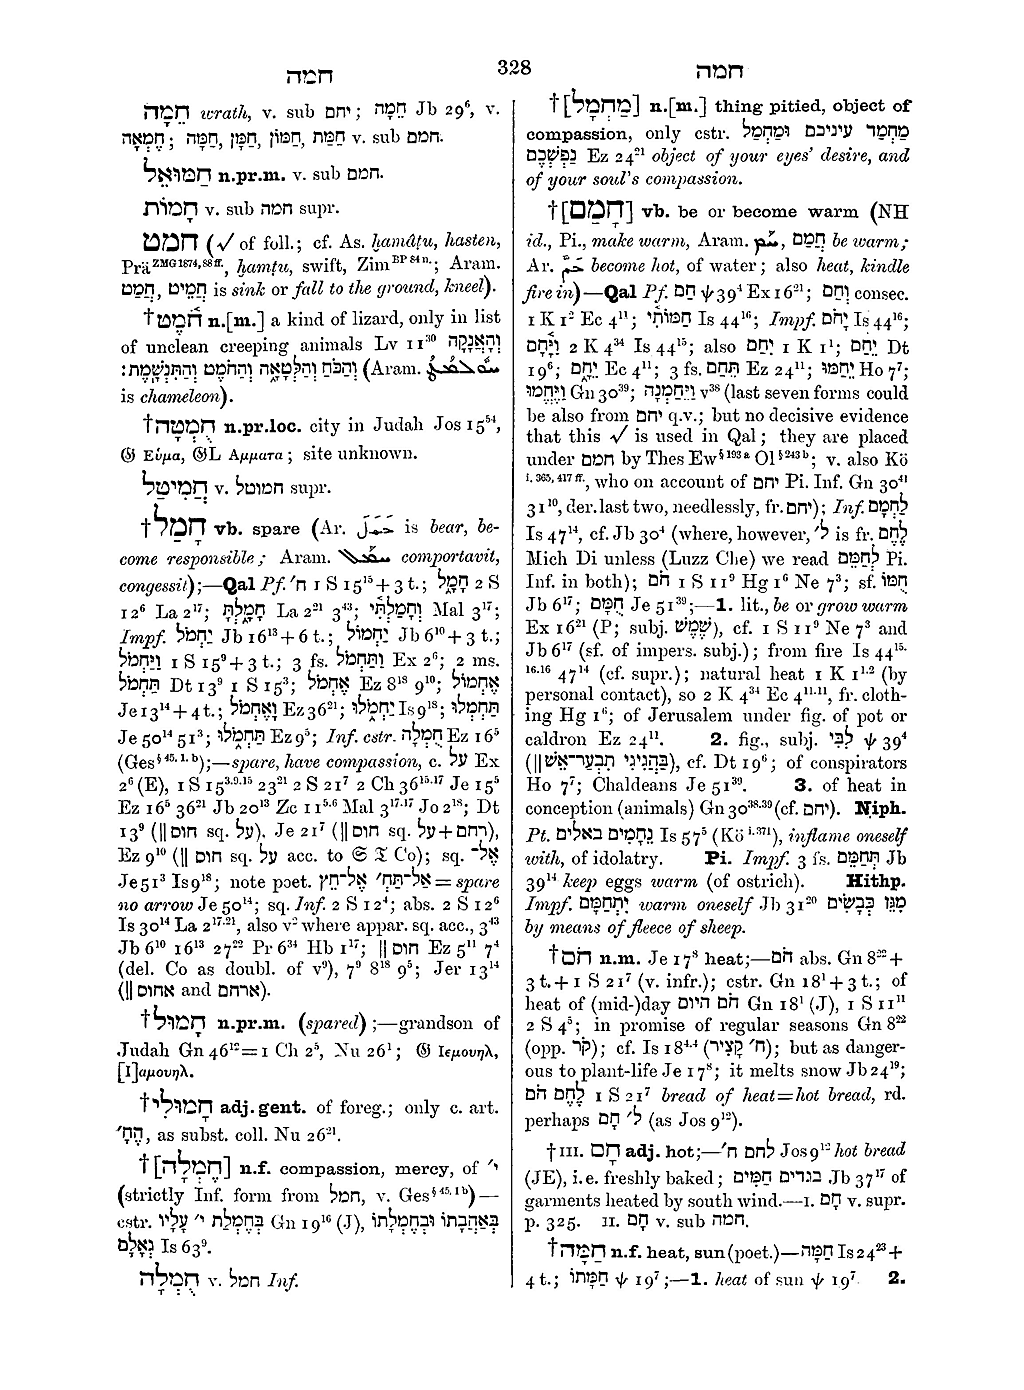 חמה
328
חמה
חֵמָה wrath, v. sub יחם; חֵמָה Jb 29⁶, v.
חֶמְאָה; חַמָּה, חַמָּן, חַמּוֹן, חַמַּת v. sub חמם.
חַמּוּאֵל n.pr.m. v. sub חמם.
חָמוֹת v. sub חמה supr.
חמט (√ of foll.; cf. As. ḫamâṭu, hasten,
Prä ZMG 1874, 88 ff., ḫamṭu, swift, Zim BP 84 n.; Aram.
חֲמַט, חֲמֵיט is sink or fall to the ground, kneel).
†חֹמֶט n.[m.] a kind of lizard, only in list
of unclean creeping animals Lv 11³⁰ וְהָאֲנָקָה
וְהַכֹּחַ וְהַלְּטָאָה וְהַחֹמֶט וְהַתִּנְשָׁמֶת: (Aram.
is chameleon).
†חֻמְטָה n.pr.loc. city in Judah Jos 15⁵⁴,
𝔊 Εύμα, 𝔊L Αμματα; site unknown.
חֲמִיטַל v. חמוטל supr.
†חָמַל vb. spare (Ar. حَمَلَ is bear, be-
come responsible; Aram. comportavit,
congessit);—Qal Pf. ח׳ 1 S 15¹⁵ + 3 t.; חָמָל 2 S
12⁶ La 2¹⁷; חָמָלְתָּ La 2²¹ 3⁴³; וְחָמַלְתִּי Mal 3¹⁷;
Impf. יַחְמֹל Jb 16¹³ + 6 t.; יַחְמוֹל Jb 6¹⁰ + 3 t.;
וַיַּחְמֹל 1 S 15⁹ + 3 t.; 3 fs. וַתַּחְמֹל Ex 2⁶; 2 ms.
תַּחְמֹל Dt 13⁹ 1 S 15³; אֶחְמֹל Ez 8¹⁸ 9¹⁰; אֶחְמוֹל
Je 13¹⁴ + 4 t.; וָאֶחְמֹל Ez 36²¹; יַחְמֹלוּ Is 9¹⁸; תַּחְמְלוּ
Je 50¹⁴ 51³; תַּחְמֹלוּ Ez 9⁵; Inf. cstr. חֻמְלָה Ez 16⁵
(Ges § 45. 1. b);—spare, have compassion, c. עַל Ex
2⁶ (E), 1 S 15³·⁹·¹⁵ 23²¹ 2 S 21⁷ 2 Ch 36¹⁵·¹⁷ Je 15⁵
Ez 16⁵ 36²¹ Jb 20¹³ Zc 11⁵·⁶ Mal 3¹⁷·¹⁷ Jo 2¹⁸; Dt
13⁹ (|| חוס sq. עַל), Je 21⁷ (|| חוס sq. עַל + רחם),
Ez 9¹⁰ (|| חוס sq. עַל acc. to 𝔖 𝔗 Co); sq. אֶל־
Je 51³ Is 9¹⁸; note poet. אַל־תַּחְ׳ אֶל־חֵץ = spare
no arrow Je 50¹⁴; sq. Inf. 2 S 12⁴; abs. 2 S 12⁶
Is 30¹⁴ La 2¹⁷·²¹, also v² where appar. sq. acc., 3⁴³
Jb 6¹⁰ 16¹³ 27²² Pr 6³⁴ Hb 1¹⁷; || חוס Ez 5¹¹ 7⁴
(del. Co as doubl. of v⁹), 7⁹ 8¹⁸ 9⁵; Jer 13¹⁴
(|| אחוס and ארחם).
†חָמוּל n.pr.m. (spared);—grandson of
Judah Gn 46¹² = 1 Ch 2⁵, Nu 26¹; 𝔊 Ιεμουηλ,
[Ι]αμουηλ.
†חָמוּלִי adj.gent. of foreg.; only c. art.
הֶחָ׳, as subst. coll. Nu 26²¹.
†[חֶמְלָה] n.f. compassion, mercy, of י׳
(strictly Inf. form from חמל, v. Ges § 45, 1 b)—
cstr. בְּחֶמְלַת י׳ עָלָיו Gn 19¹⁶ (J), בְּאַהֲבָתוֹ וּבְחֶמְלָתוֹ
גְאָלָם Is 63⁹.
חֻמְלָה v. חמל Inf.
†[מַחְמָל] n.[m.] thing pitied, object of
compassion, only cstr. מַחְמַד עֵינֵיכֶם וּמַחְמַל
נַפְשְׁכֶם Ez 24²¹ object of your eyes' desire, and
of your soul's compassion.
†[חָמַם] vb. be or become warm (NH
id., Pi., make warm, Aram. חֲמַם be warm;
Ar. حَمَّ become hot, of water; also heat, kindle
fire in)—Qal Pf. חַם ψ 39⁴ Ex 16²¹; וְחַם consec.
1 K 1² Ec 4¹¹; חַמּוֹתִי Is 44¹⁶; Impf. יָחֹם Is 44¹⁶;
וַיָּחָם 2 K 4³⁴ Is 44¹⁵; also יֵחַם 1 K 1¹; יֵחַם Dt
19⁶; יֵחָם Ec 4¹¹; 3 fs. תֵּחַם Ez 24¹¹; יֵחַמּוּ Ho 7⁷;
וַיֶּחֱמוּ Gn 30³⁹; וַיֵּחַמְנָה v³⁸ (last seven forms could
be also from יחם q.v.; but no decisive evidence
that this √ is used in Qal; they are placed
under חמם by Thes Ew § 193 a Ol § 243 b; v. also Kö
i. 365, 417 ff., who on account of יחם Pi. Inf. Gn 30⁴¹
31¹⁰, der. last two, needlessly, fr. יחם); Inf. לַחְמָם
Is 47¹⁴, cf. Jb 30⁴ (where, however, ל׳ is fr. לֶחֶם
Mich Di unless (Luzz Che) we read לְחַמֵּם Pi.
Inf. in both); חֹם 1 S 11⁹ Hg 1⁶ Ne 7³; sf. חֻמּוֹ
Jb 6¹⁷; חֻמָּם Je 51³⁹;—1. lit., be or grow warm
Ex 16²¹ (P; subj. שֶׁמֶשׁ), cf. 1 S 11⁹ Ne 7³ and
Jb 6¹⁷ (sf. of impers. subj.); from fire Is 44¹⁵·
¹⁶·¹⁶ 47¹⁴ (cf. supr.); natural heat 1 K 1¹·² (by
personal contact), so 2 K 4³⁴ Ec 4¹¹·¹¹, fr. cloth-
ing Hg 1⁶; of Jerusalem under fig. of pot or
caldron Ez 24¹¹. 2. fig., subj. לִבִּי ψ 39⁴
(|| בַּהֲגִיגִי תִבְעַר־אֵשׁ), cf. Dt 19⁶; of conspirators
Ho 7⁷; Chaldeans Je 51³⁹. 3. of heat in
conception (animals) Gn 30³⁸·³⁹ (cf. יחם). Niph.
Pt. נֵחָמִים באלים Is 57⁵ (Kö i. 371), inflame oneself
with, of idolatry. Pi. Impf. 3 fs. תְּחַמֵּם Jb
39¹⁴ keep eggs warm (of ostrich). Hithp.
Impf. יִתְחַמָּם warm oneself Jb 31²⁰ מִגֵּז כְּבָשִׂים
by means of fleece of sheep.
†חֹם n.m. Je 17⁸ heat;—חֹם abs. Gn 8²² +
3 t. + 1 S 21⁷ (v. infr.); cstr. Gn 18¹ + 3 t.; of
heat of (mid-)day חֹם היום Gn 18¹ (J), 1 S 11¹¹
2 S 4⁵; in promise of regular seasons Gn 8²²
(opp. קֹר); cf. Is 18⁴·⁴ (ח׳ קָצִיר); but as danger-
ous to plant-life Je 17⁸; it melts snow Jb 24¹⁹;
לֶחֶם חֹם 1 S 21⁷ bread of heat = hot bread, rd.
perhaps ל׳ חָם (as Jos 9¹²).
†III. חָם adj. hot;—לחם ח׳ Jos 9¹² hot bread
(JE), i.e. freshly baked; בגדים חַמִּים Jb 37¹⁷ of
garments heated by south wind.—I. חָם v. supr.
p. 325. II. חָם v. sub חמה.
†חַמָּה n.f. heat, sun (poet.)—חַמָּה Is 24²³ +
4 t.; חַמָּתוֹ ψ 19⁷;—1. heat of sun ψ 19⁷. 2.